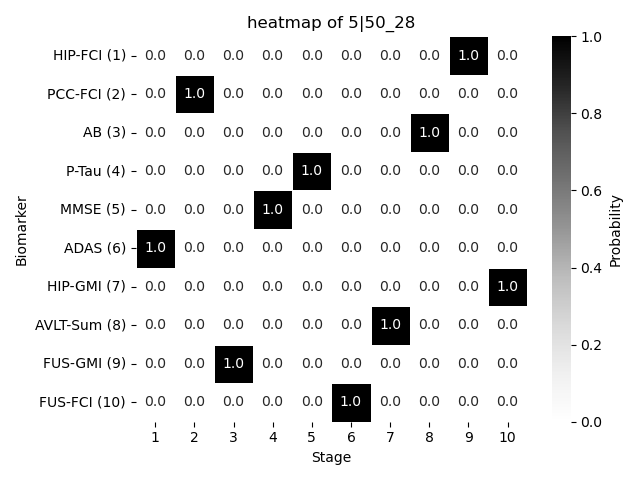 heatmap of 5|50_28
HIP-FCI (1) 0.0 0.0 0.0 0.0 0.0 0.0 0.0 0.0 1.0 0.0
PCC-FCI (2) 0.0 1.0 0.0 0.0 0.0 0.0 0.0 0.0 0.0 0.0
AB (3) 0.0 0.0 0.0 0.0 0.0 0.0 0.0 1.0 0.0 0.0
P-Tau (4) 0.0 0.0 0.0 0.0 1.0 0.0 0.0 0.0 0.0 0.0
MMSE (5) 0.0 0.0 0.0 1.0 0.0 0.0 0.0 0.0 0.0 0.0
ADAS (6) 1.0 0.0 0.0 0.0 0.0 0.0 0.0 0.0 0.0 0.0
HIP-GMI (7) 0.0 0.0 0.0 0.0 0.0 0.0 0.0 0.0 0.0 1.0
AVLT-Sum (8) 0.0 0.0 0.0 0.0 0.0 0.0 1.0 0.0 0.0 0.0
FUS-GMI (9) 0.0 0.0 1.0 0.0 0.0 0.0 0.0 0.0 0.0 0.0
FUS-FCI (10) 0.0 0.0 0.0 0.0 0.0 1.0 0.0 0.0 0.0 0.0
1 2 3 4 5 6 7 8 9 10
Stage
Biomarker
1.0
0.8
0.6
0.4
0.2
0.0
Probability